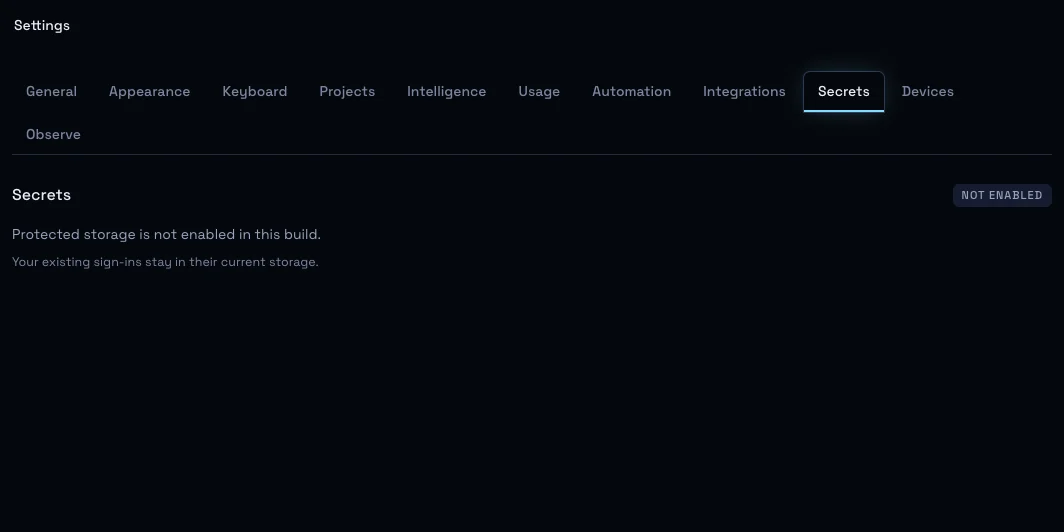 Settings
General Appearance Keyboard Projects Intelligence Usage Automation Integrations Secrets Devices
Observe
Secrets NOT ENABLED
Protected storage is not enabled in this build.
Your existing sign-ins stay in their current storage.